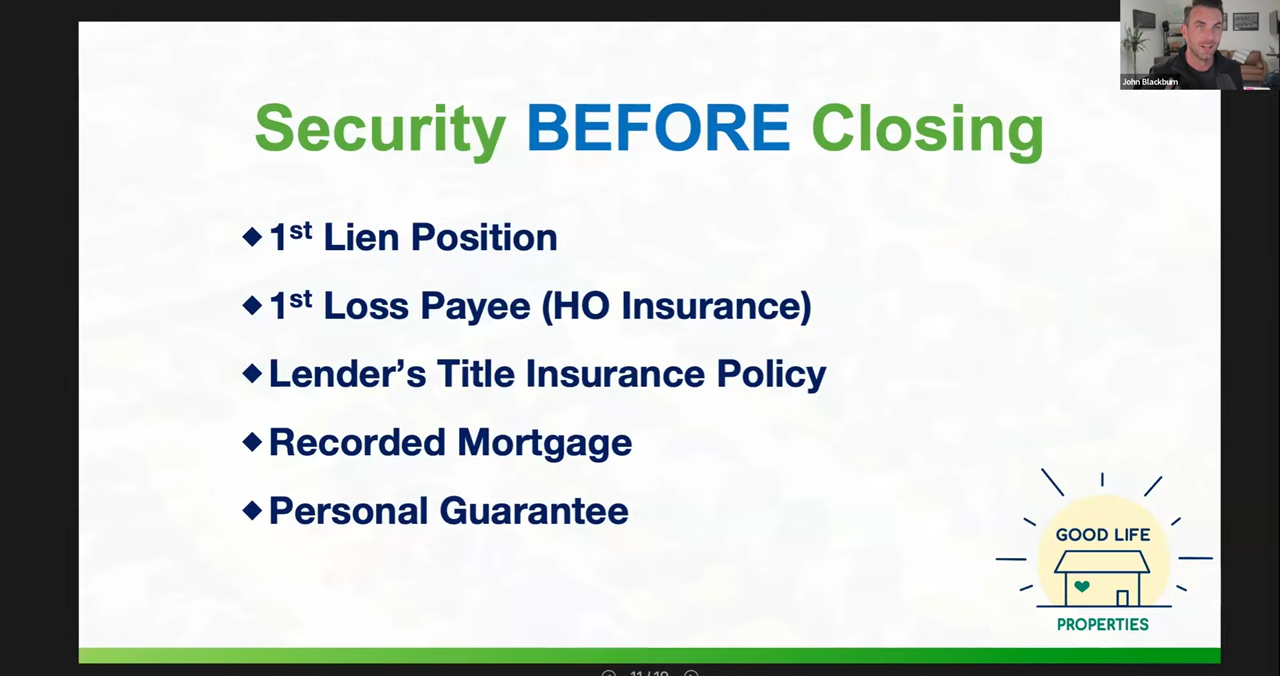 John Blackburn
Security BEFORE Closing
◆1st Lien Position
◆1st Loss Payee (HO Insurance)
◆Lender’s Title Insurance Policy
◆Recorded Mortgage
◆Personal Guarantee
GOOD LIFE
PROPERTIES